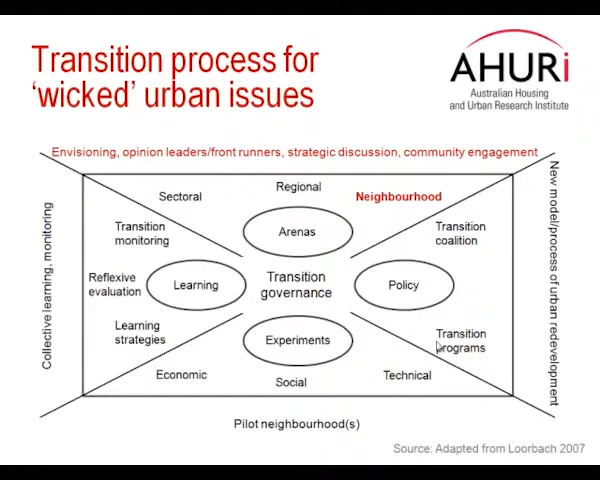 Transition process for
‘wicked’ urban issues
AHURi
Australian Housing
and Urban Research Institute
Envisioning, opinion leaders/front runners, strategic discussion, community engagement
Collective learning, monitoring
New model/process of urban redevelopment
Sectoral
Regional
Neighbourhood
Transition
monitoring
Arenas
Transition
coalition
Reflexive
evaluation
Learning
Transition
governance
Policy
Learning
strategies
Experiments
Transition
programs
Economic
Social
Technical
Pilot neighbourhood(s)
Source: Adapted from Loorbach 2007